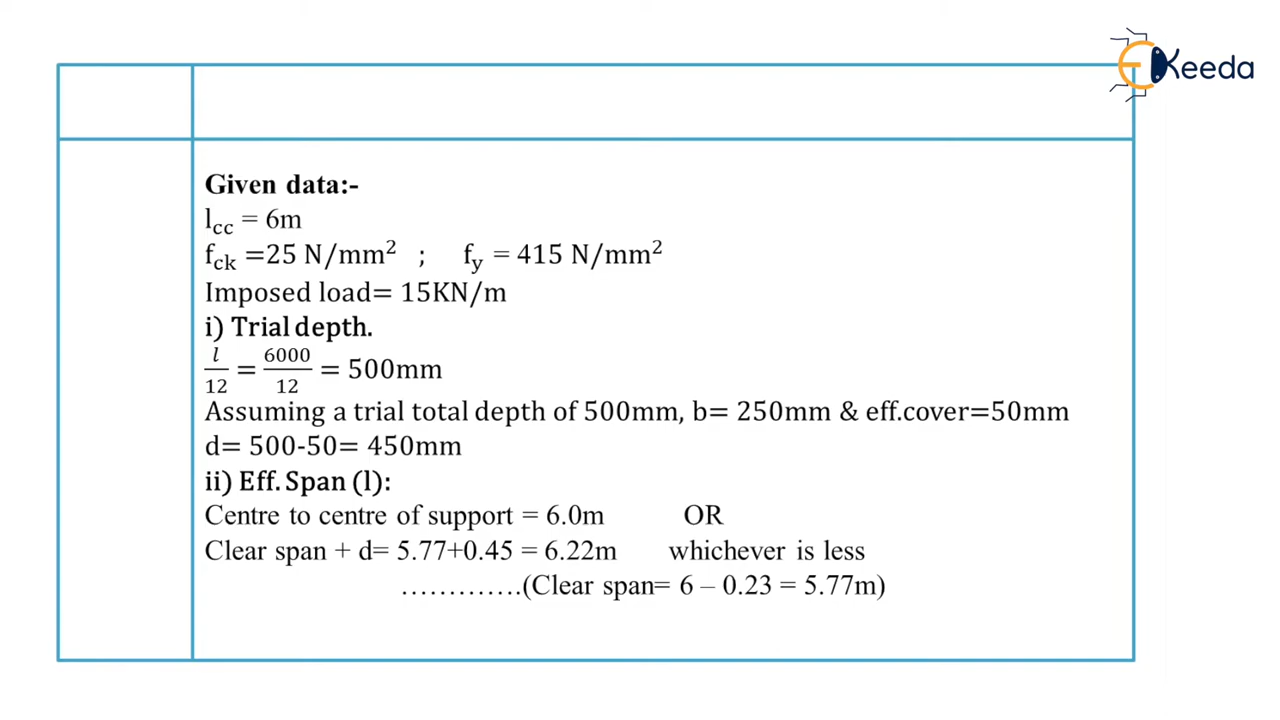 Keeda
Given data:-
l_cc = 6m
f_ck =25 N/mm² ; f_y = 415 N/mm²
Imposed load= 15KN/m
i) Trial depth.
l/12 = 6000/12 = 500mm
Assuming a trial total depth of 500mm, b= 250mm & eff.cover=50mm
d= 500-50= 450mm
ii) Eff. Span (l):
Centre to centre of support = 6.0m OR
Clear span + d= 5.77+0.45 = 6.22m whichever is less
.............(Clear span= 6 – 0.23 = 5.77m)